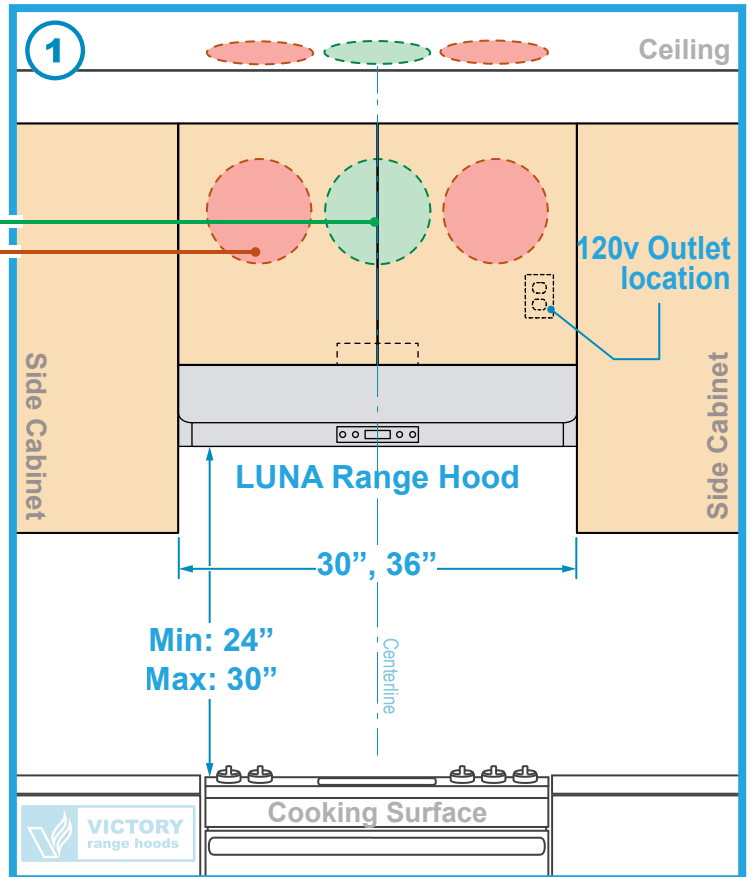 1
Ceiling
120v Outlet
location
Side Cabinet
Side Cabinet
LUNA Range Hood
30”, 36”
Min: 24”
Max: 30”
Centerline
Cooking Surface
VICTORY
range hoods